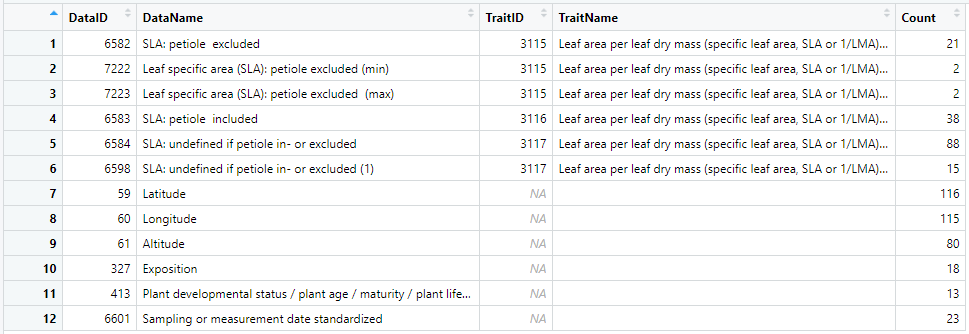 DataID DataName TraitID TraitName Count
1 6582 SLA: petiole  excluded 3115 Leaf area per leaf dry mass (specific leaf area, SLA or 1/LMA)... 21
2 7222 Leaf specific area (SLA): petiole excluded (min) 3115 Leaf area per leaf dry mass (specific leaf area, SLA or 1/LMA)... 2
3 7223 Leaf specific area (SLA): petiole excluded  (max) 3115 Leaf area per leaf dry mass (specific leaf area, SLA or 1/LMA)... 2
4 6583 SLA: petiole  included 3116 Leaf area per leaf dry mass (specific leaf area, SLA or 1/LMA)... 38
5 6584 SLA: undefined if petiole in- or excluded 3117 Leaf area per leaf dry mass (specific leaf area, SLA or 1/LMA)... 88
6 6598 SLA: undefined if petiole in- or excluded (1) 3117 Leaf area per leaf dry mass (specific leaf area, SLA or 1/LMA)... 15
7 59 Latitude NA 116
8 60 Longitude NA 115
9 61 Altitude NA 80
10 327 Exposition NA 18
11 413 Plant developmental status / plant age / maturity / plant life... NA 13
12 6601 Sampling or measurement date standardized NA 23